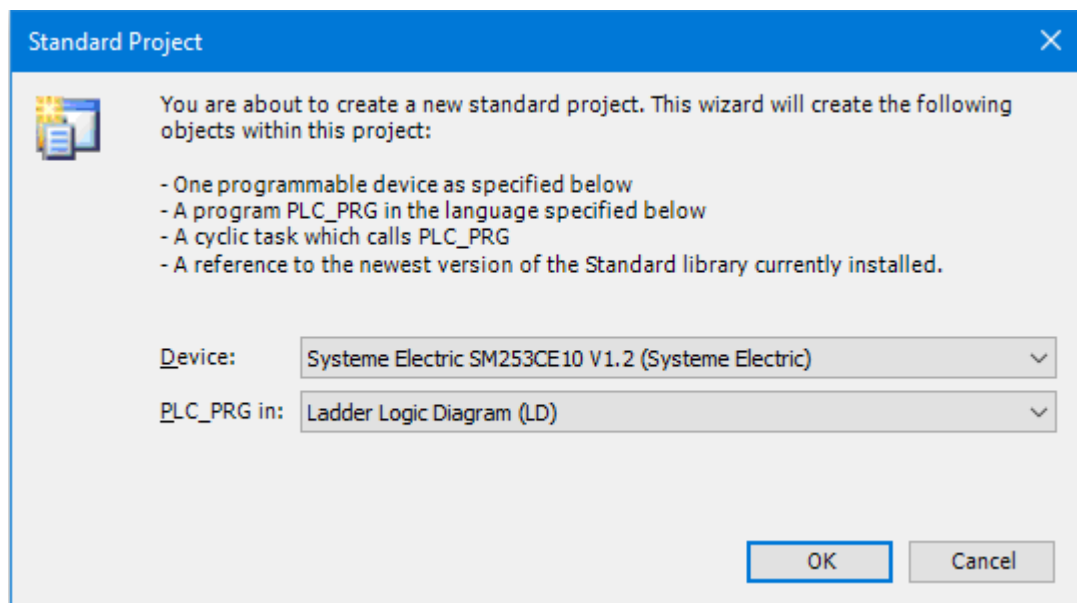 Standard Project
You are about to create a new standard project. This wizard will create the following
objects within this project:
- One programmable device as specified below
- A program PLC_PRG in the language specified below
- A cyclic task which calls PLC_PRG
- A reference to the newest version of the Standard library currently installed.
Device: Systeme Electric SM253CE10 V1.2 (Systeme Electric)
PLC_PRG in: Ladder Logic Diagram (LD)
OK Cancel